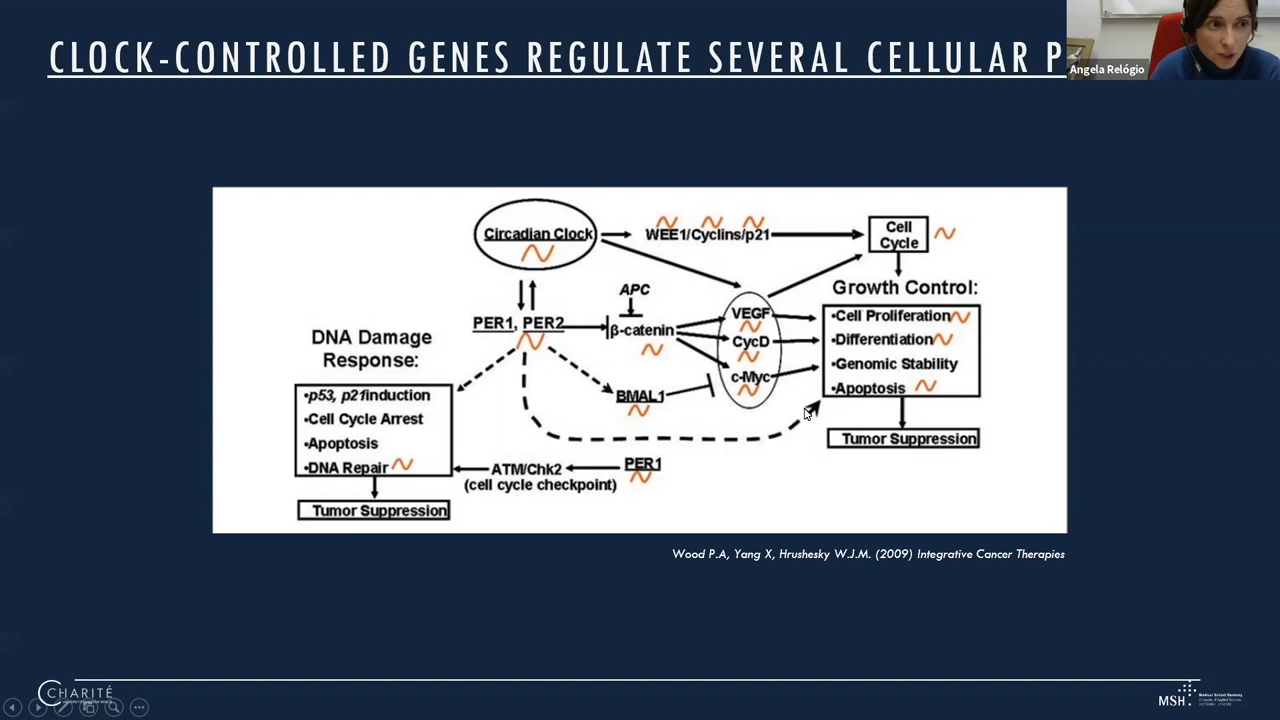 CLOCK-CONTROLLED GENES REGULATE SEVERAL CELLULAR P
Angela Relógio
Circadian Clock
WEE1/Cyclins/p21
Cell
Cycle
APC
Growth Control:
PER1, PER2
β-catenin
VEGF
CycD
c-Myc
•Cell Proliferation
•Differentiation
•Genomic Stability
•Apoptosis
DNA Damage
Response:
BMAL1
•p53, p21 induction
•Cell Cycle Arrest
•Apoptosis
•DNA Repair
Tumor Suppression
PER1
ATM/Chk2
(cell cycle checkpoint)
Tumor Suppression
Wood P.A, Yang X, Hrushesky W.J.M. (2009) Integrative Cancer Therapies
CHARITÉ
MSH
Medical School Hamburg